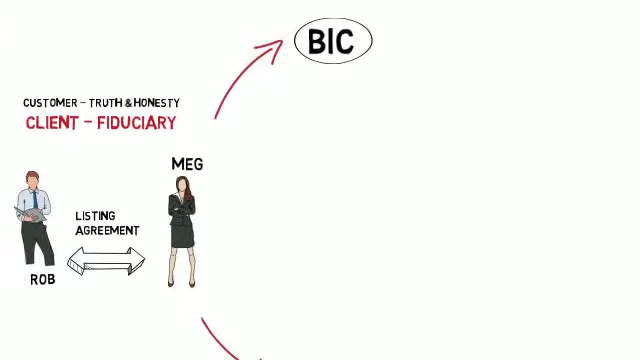 BIC
CUSTOMER – TRUTH & HONESTY
CLIENT – FIDUCIARY
MEG
LISTING
AGREEMENT
ROB